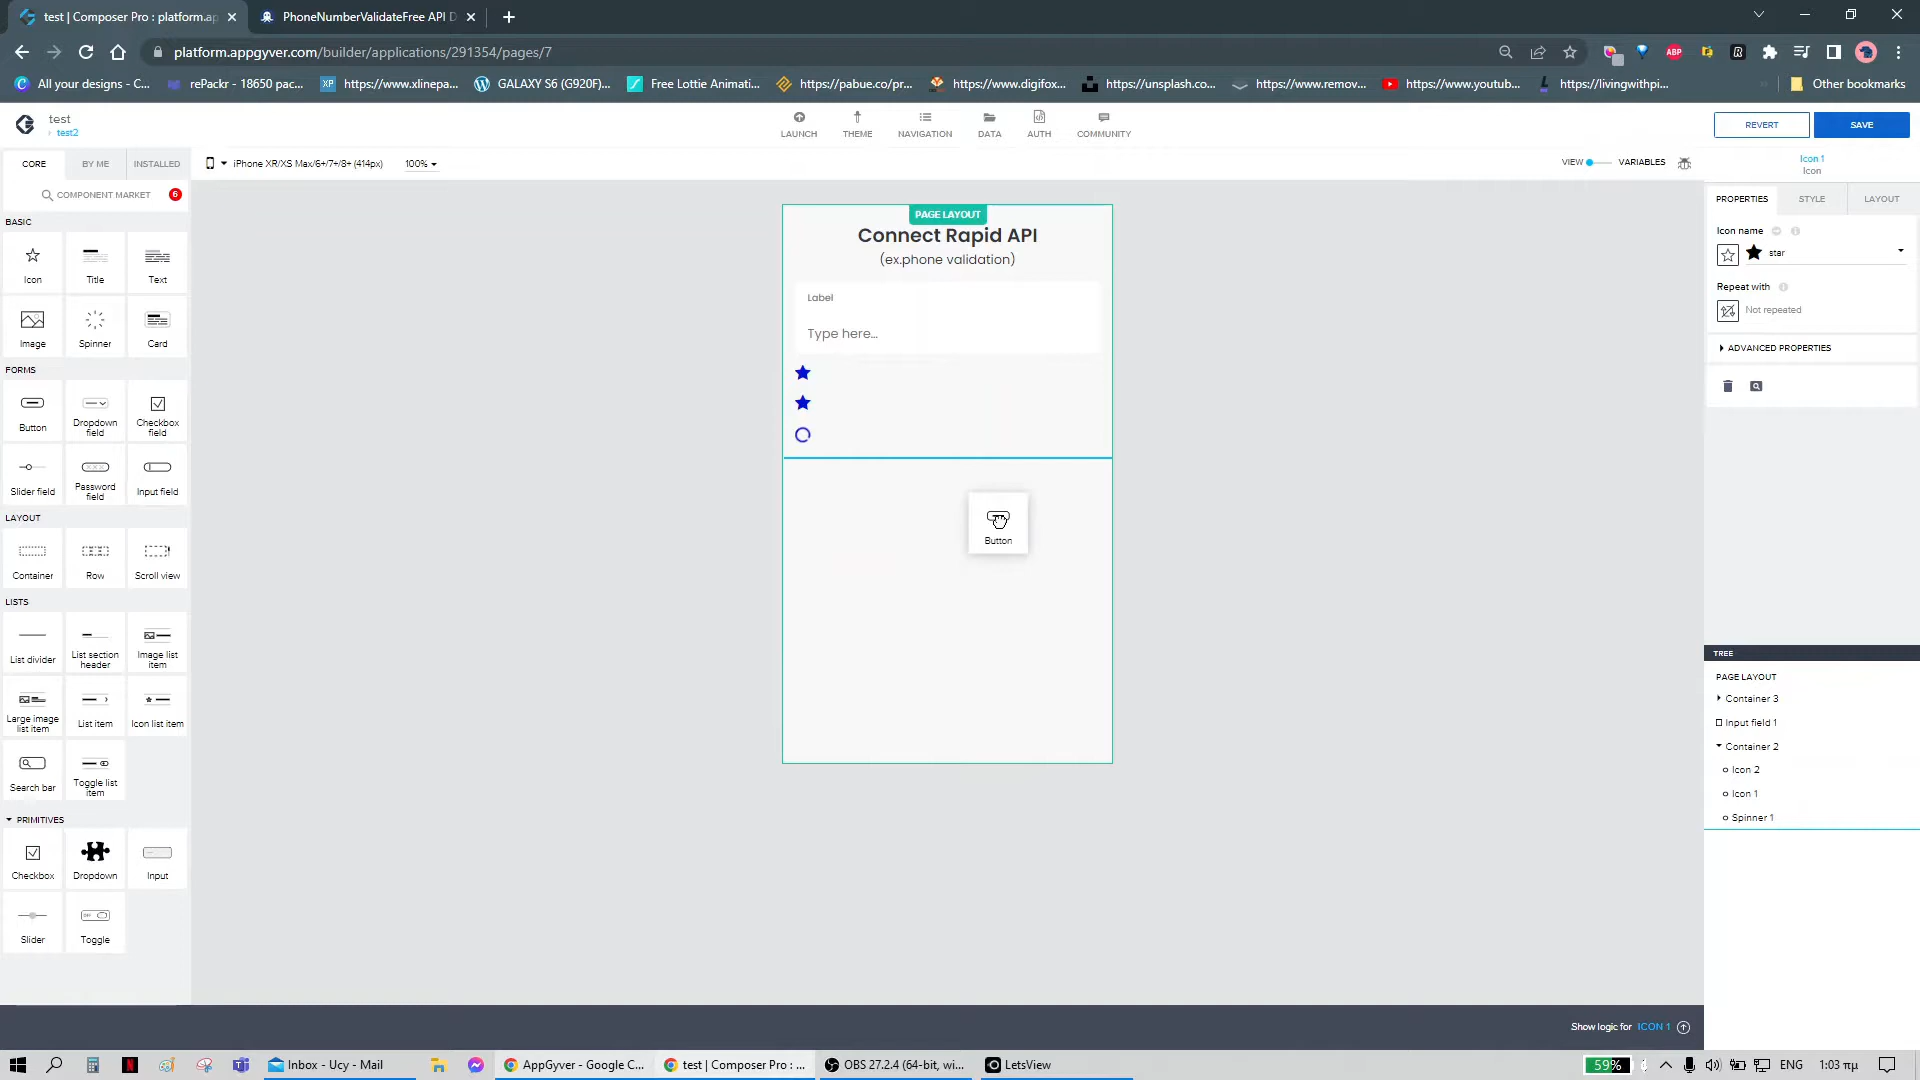 test | Composer Pro : platform.ap
PhoneNumberValidateFree API D
platform.appgyver.com/builder/applications/291354/pages/7
ABP
All your designs - C...
rePackr - 18650 pac...
XP
https://www.xlinepa...
GALAXY S6 (G920F)...
Free Lottie Animati...
https://pabue.co/pr...
https://www.digifox...
https://unsplash.co...
https://www.remov...
https://www.youtub...
https://livingwithpi...
Other bookmarks
test
test2
LAUNCH
THEME
NAVIGATION
DATA
AUTH
COMMUNITY
REVERT
SAVE
CORE
BY ME
INSTALLED
iPhone XR/XS Max/6+/7+/8+ (414px)
100%
VIEW
VARIABLES
COMPONENT MARKET
6
BASIC
Icon
Title
Text
Image
Spinner
Card
FORMS
Button
Dropdown field
Checkbox field
Slider field
Password field
Input field
LAYOUT
Container
Row
Scroll view
LISTS
List divider
List section header
Image list item
Large image list item
List item
Icon list item
Search bar
Toggle list item
PRIMITIVES
Checkbox
Dropdown
Input
Slider
Toggle
PAGE LAYOUT
Connect Rapid API
(ex.phone validation)
Label
Type here...
Button
Icon 1
Icon
PROPERTIES
STYLE
LAYOUT
Icon name
star
Repeat with
Not repeated
ADVANCED PROPERTIES
TREE
PAGE LAYOUT
Container 3
Input field 1
Container 2
Icon 2
Icon 1
Spinner 1
Show logic for ICON 1
Inbox - Ucy - Mail
AppGyver - Google C...
test | Composer Pro : ...
OBS 27.2.4 (64-bit, wi...
LetsView
59%
ENG
1:03 πμ